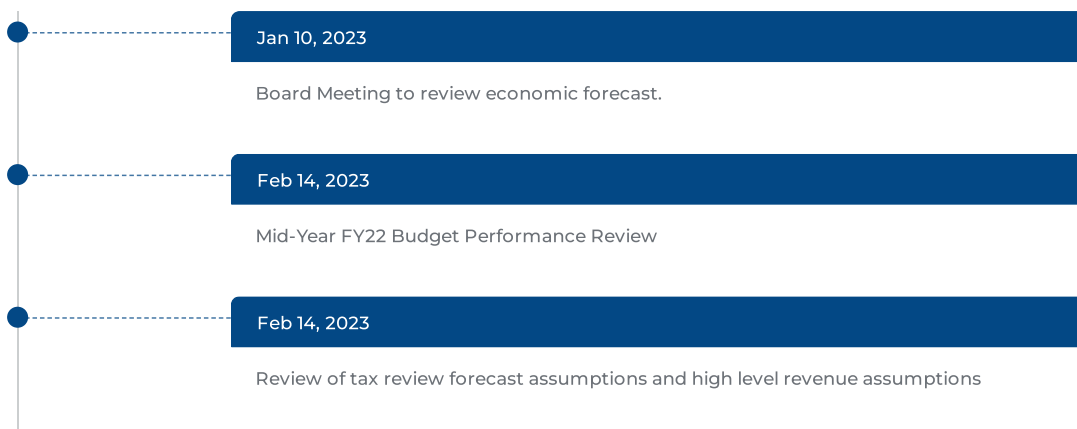 Jan 10, 2023
Board Meeting to review economic forecast.
Feb 14, 2023
Mid-Year FY22 Budget Performance Review
Feb 14, 2023
Review of tax review forecast assumptions and high level revenue assumptions